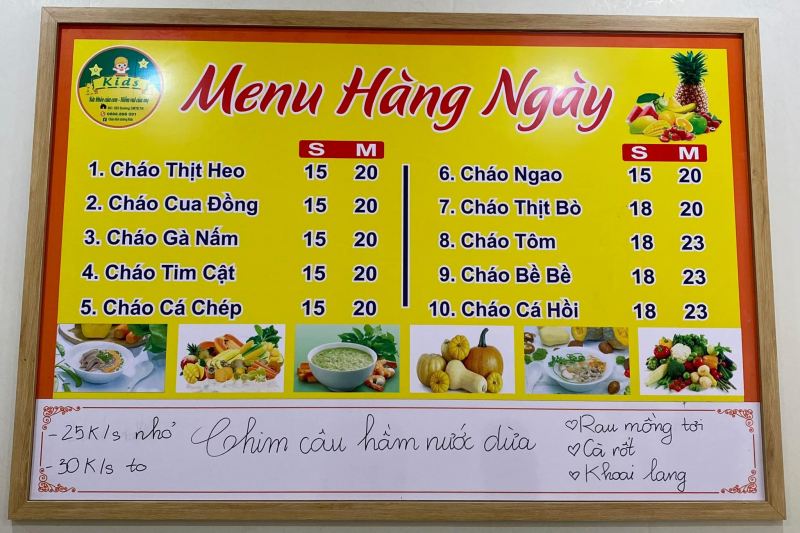 Kids
Menu Hàng Ngày
S M
1. Cháo Thịt Heo 15 20
2. Cháo Cua Đồng 15 20
3. Cháo Gà Nấm 15 20
4. Cháo Tim Cật 15 20
5. Cháo Cá Chép 15 20
S M
6. Cháo Ngao 15 20
7. Cháo Thịt Bò 18 20
8. Cháo Tôm 18 23
9. Cháo Bề Bề 18 23
10. Cháo Cá Hồi 18 23
- 25K/s nhỏ
- 30K/s to
Chim câu hầm nước dừa
♡ Rau mồng tơi
♡ Cà rốt
♡ Khoai lang